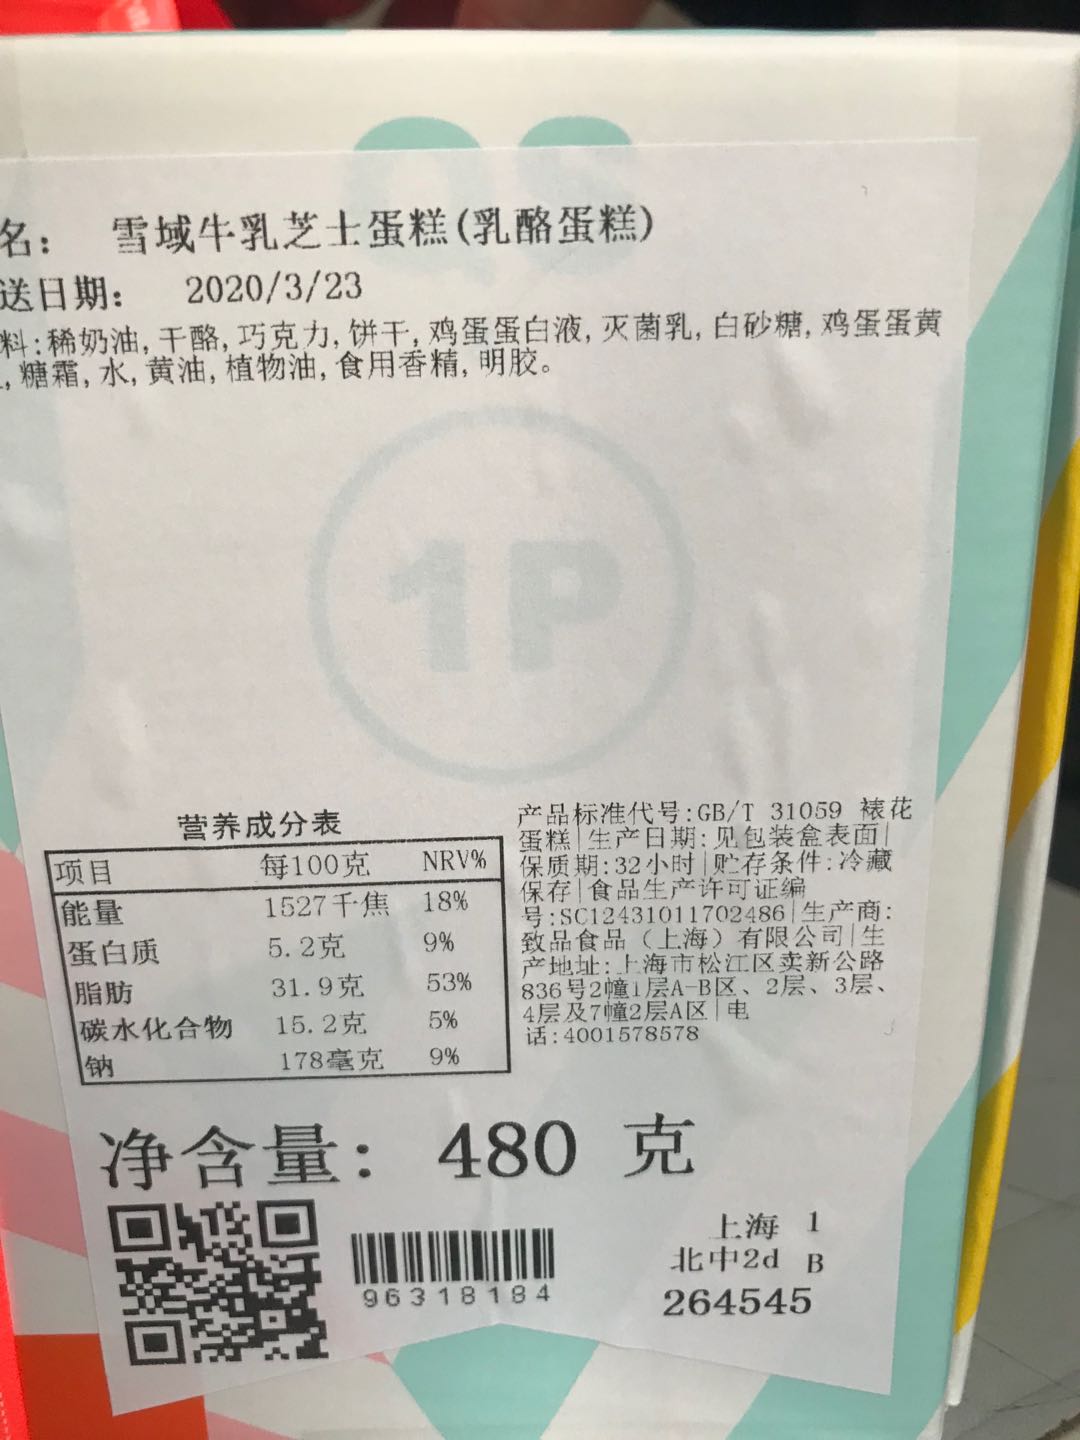 QS
名： 雪域牛乳芝士蛋糕(乳酪蛋糕)
送日期： 2020/3/23
料:稀奶油,干酪,巧克力,饼干,鸡蛋蛋白液,灭菌乳,白砂糖,鸡蛋蛋黄
,糖霜,水,黄油,植物油,食用香精,明胶。
1P
营养成分表
项目 每100克 NRV%
能量 1527千焦 18%
蛋白质 5.2克 9%
脂肪 31.9克 53%
碳水化合物 15.2克 5%
钠 178毫克 9%
产品标准代号:GB/T 31059 裱花
蛋糕|生产日期:见包装盒表面|
保质期:32小时|贮存条件:冷藏
保存|食品生产许可证编
号:SC12431011702486|生产商:
致品食品（上海）有限公司|生
产地址:上海市松江区卖新公路
836号2幢1层A-B区、2层、3层、
4层及7幢2层A区|电
话:4001578578
净含量： 480 克
96318184
上海 1
北中2d B
264545